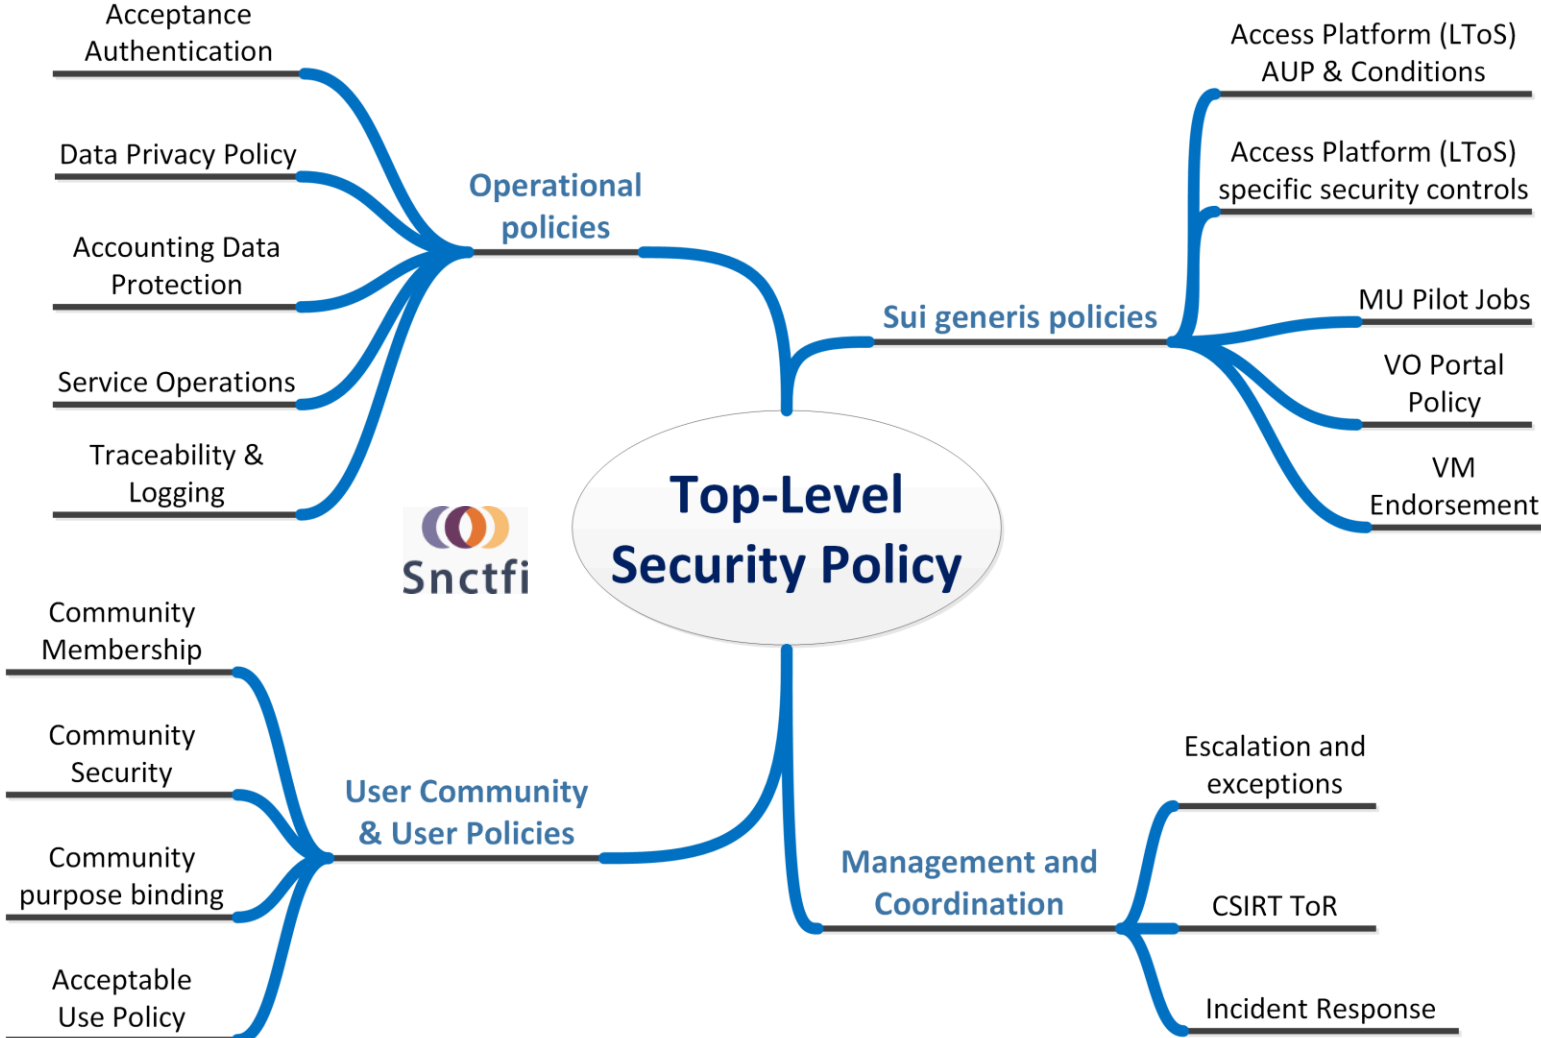 Acceptance
Authentication
Data Privacy Policy
Accounting Data
Protection
Service Operations
Traceability &
Logging
Operational
policies
Access Platform (LToS)
AUP & Conditions
Access Platform (LToS)
specific security controls
MU Pilot Jobs
VO Portal
Policy
VM
Endorsement
Sui generis policies
Top-Level
Security Policy
Snctfi
Community
Membership
Community
Security
Community
purpose binding
Acceptable
Use Policy
User Community
& User Policies
Management and
Coordination
Escalation and
exceptions
CSIRT ToR
Incident Response